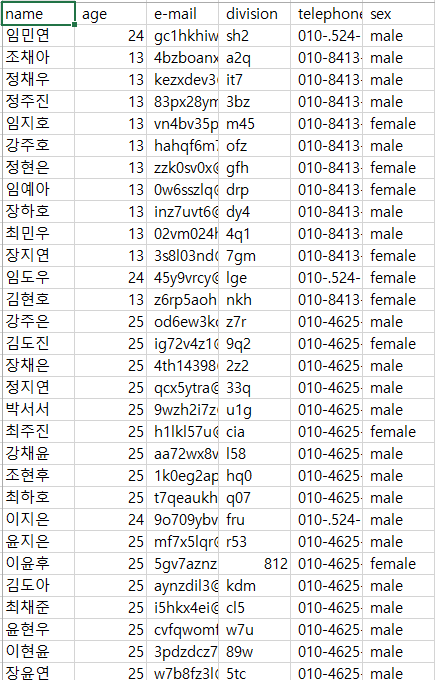 name age e-mail division telephone sex
임민연 24 gc1hkhiw sh2 010-.524- male
조채아 13 4bzboanx a2q 010-8413- male
정채우 13 kezxdev3 it7 010-8413- male
정주진 13 83px28ym 3bz 010-8413- male
임지호 13 vn4bv35p m45 010-8413- female
강주호 13 hahqf6m7 ofz 010-8413- male
정현은 13 zzk0sv0x@ gfh 010-8413- female
임예아 13 0w6sszlq@ drp 010-8413- female
장하호 13 inz7uvt6@ dy4 010-8413- male
최민우 13 02vm024h 4q1 010-8413- male
장지연 13 3s8l03nd@ 7gm 010-8413- female
임도우 24 45y9vrcy@ lge 010-.524- female
김현호 13 z6rp5aoh nkh 010-8413- female
강주은 25 od6ew3kc z7r 010-4625- male
김도진 25 ig72v4z1@ 9q2 010-4625- female
장채은 25 4th14398 2z2 010-4625- male
정지연 25 qcx5ytra@ 33q 010-4625- male
박서서 25 9wzh2i7z u1g 010-4625- male
최주진 25 h1lkl57u@ cia 010-4625- female
강채윤 25 aa72wx8v l58 010-4625- male
조현후 25 1k0eg2ap hq0 010-4625- male
최하호 25 t7qeaukh q07 010-4625- male
이지은 24 9o709ybv fru 010-.524- male
윤지은 25 mf7x5lqr@ r53 010-4625- male
이윤후 25 5gv7aznz 812 010-4625- female
김도아 25 aynzdil3@ kdm 010-4625- male
최채준 25 i5hkx4ei@ cl5 010-4625- male
윤현우 25 cvfqwomf w7u 010-4625- male
이현윤 25 3pdzdcz7 89w 010-4625- male
장윤연 25 w7b8fz3l@ 5tc 010-4625- male